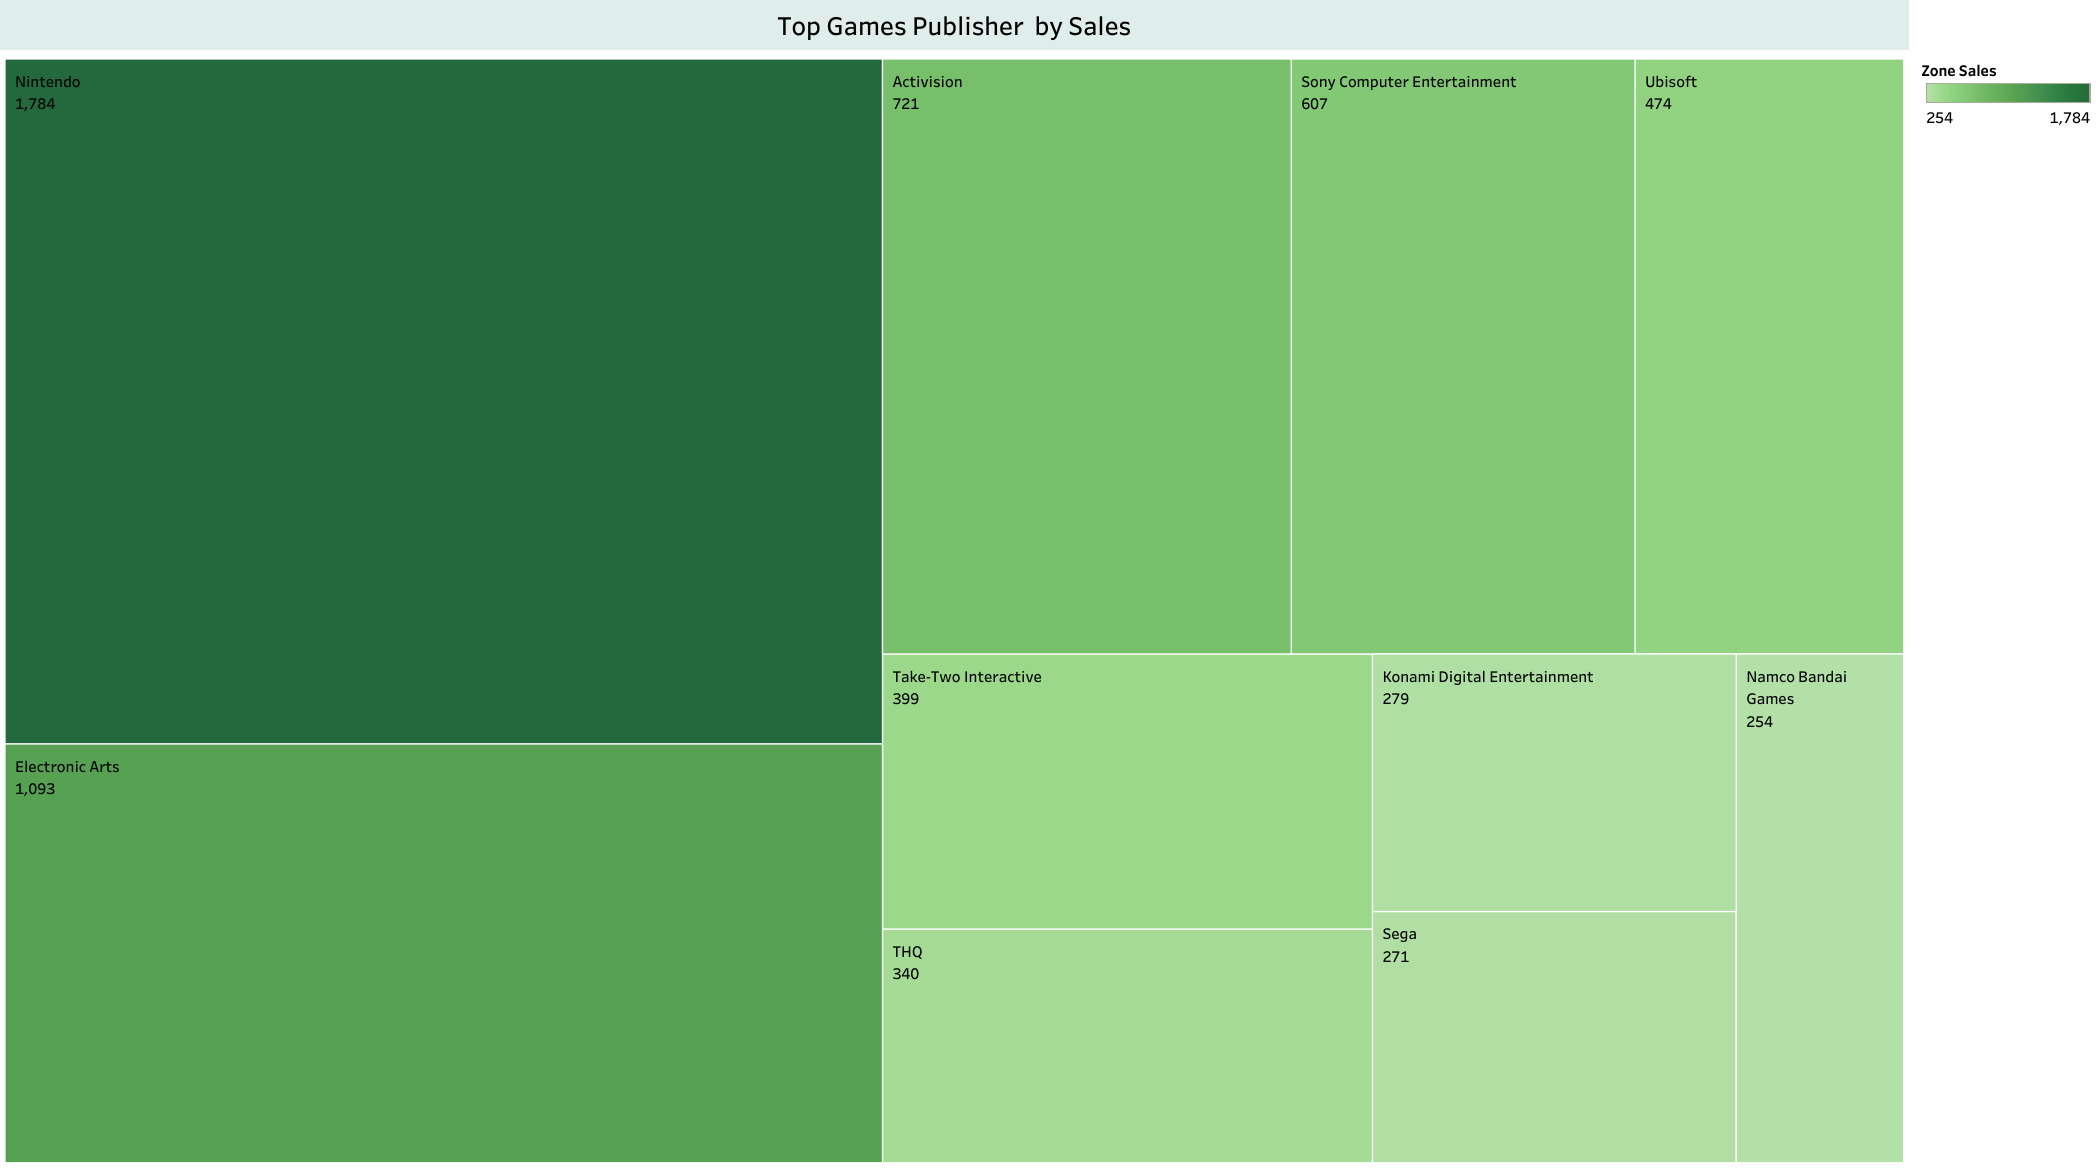 Top Games Publisher  by Sales
Nintendo
1,784
Activision
721
Sony Computer Entertainment
607
Ubisoft
474
Zone Sales
254
1,784
Take-Two Interactive
399
Konami Digital Entertainment
279
Namco Bandai
Games
254
Electronic Arts
1,093
THQ
340
Sega
271